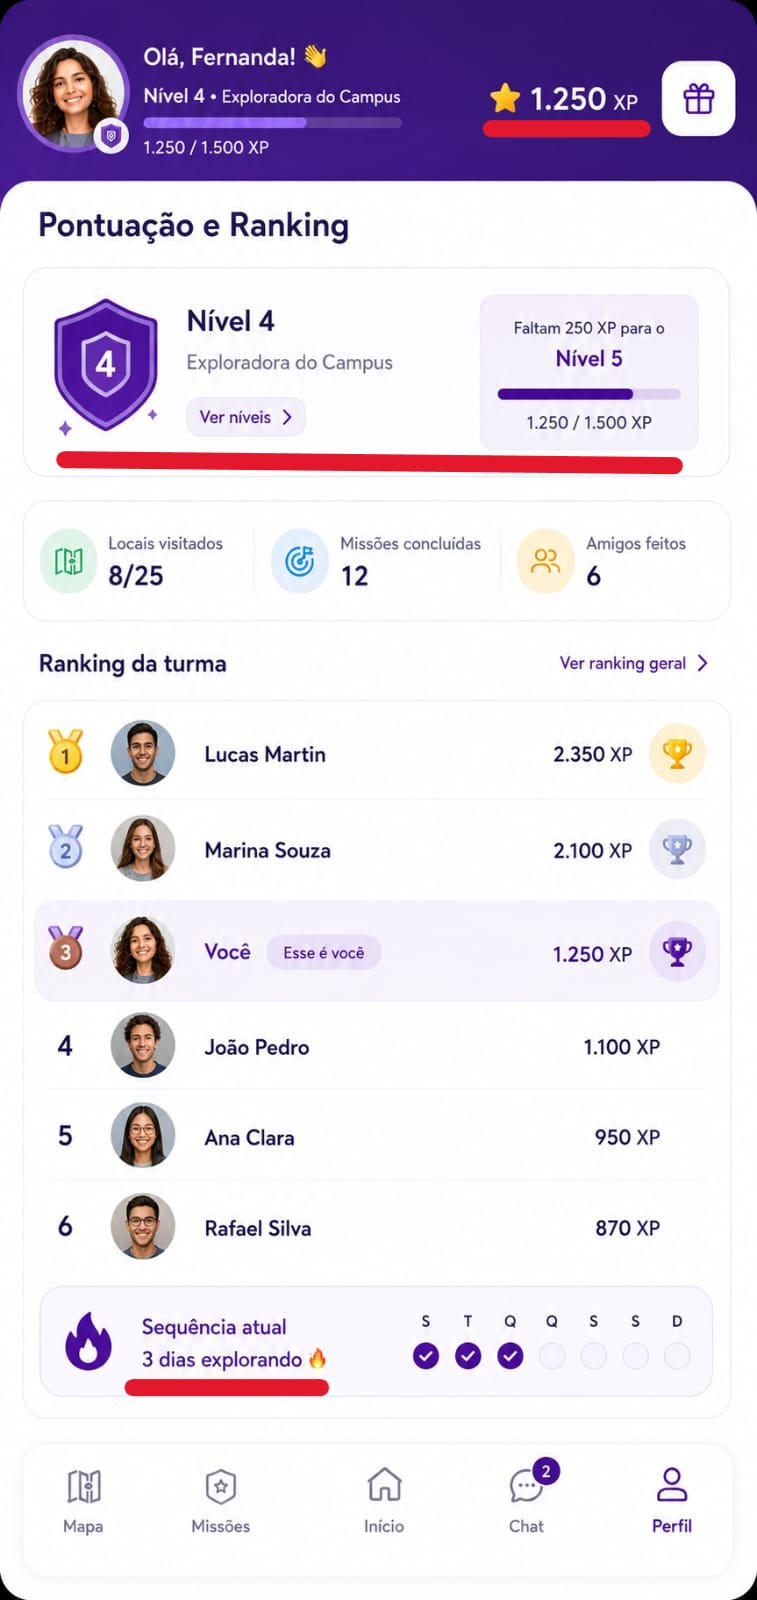 Olá, Fernanda! 👋
Nível 4 • Exploradora do Campus
1.250 / 1.500 XP
1.250 XP
Pontuação e Ranking
4
Nível 4
Exploradora do Campus
Ver níveis
Faltam 250 XP para o
Nível 5
1.250 / 1.500 XP
Locais visitados
8/25
Missões concluídas
12
Amigos feitos
6
Ranking da turma
Ver ranking geral
1 Lucas Martin 2.350 XP
2 Marina Souza 2.100 XP
3 Você Esse é você 1.250 XP
4 João Pedro 1.100 XP
5 Ana Clara 950 XP
6 Rafael Silva 870 XP
Sequência atual
3 dias explorando 🔥
S T Q Q S S D
2
Mapa Missões Início Chat Perfil